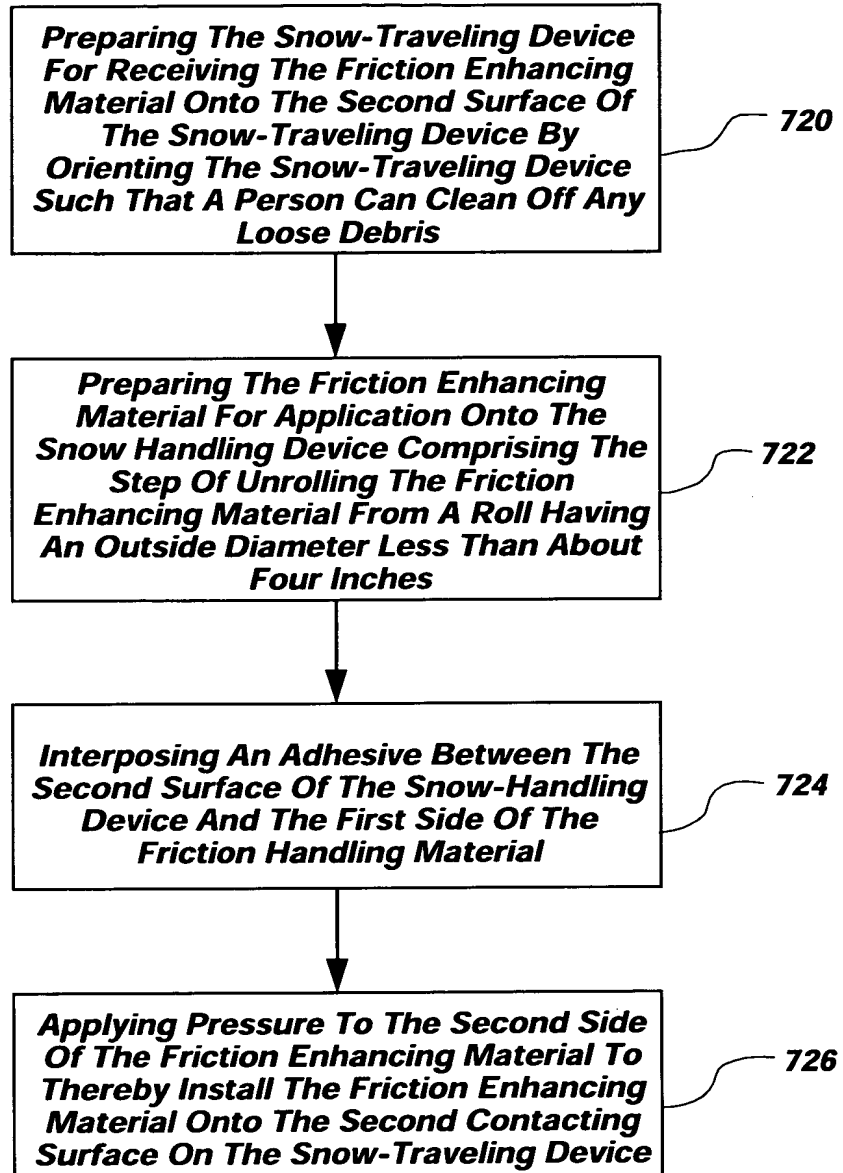 Preparing The Snow-Traveling Device
For Receiving The Friction Enhancing
Material Onto The Second Surface Of
The Snow-Traveling Device By
Orienting The Snow-Traveling Device
Such That A Person Can Clean Off Any
Loose Debris
720
Preparing The Friction Enhancing
Material For Application Onto The
Snow Handling Device Comprising The
Step Of Unrolling The Friction
Enhancing Material From A Roll Having
An Outside Diameter Less Than About
Four Inches
722
Interposing An Adhesive Between The
Second Surface Of The Snow-Handling
Device And The First Side Of The
Friction Handling Material
724
Applying Pressure To The Second Side
Of The Friction Enhancing Material To
Thereby Install The Friction Enhancing
Material Onto The Second Contacting
Surface On The Snow-Traveling Device
726